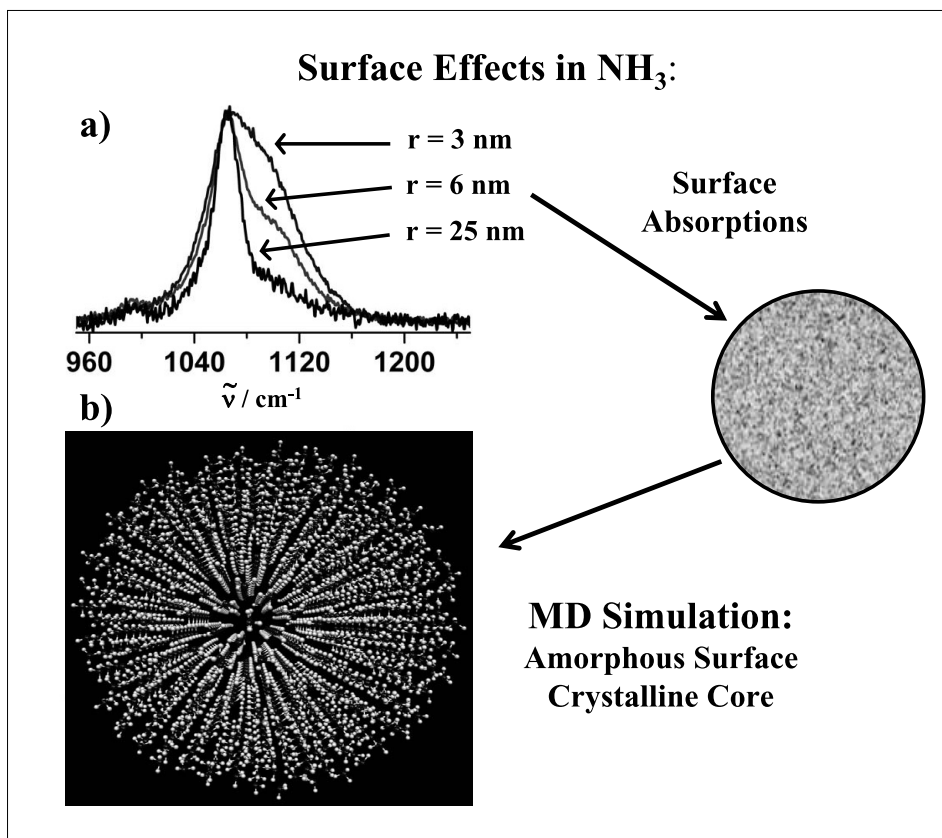 Surface Effects in NH₃:
a)
r = 3 nm
r = 6 nm
r = 25 nm
Surface
Absorptions
960 1040 1120 1200
ṽ / cm⁻¹
b)
MD Simulation:
Amorphous Surface
Crystalline Core